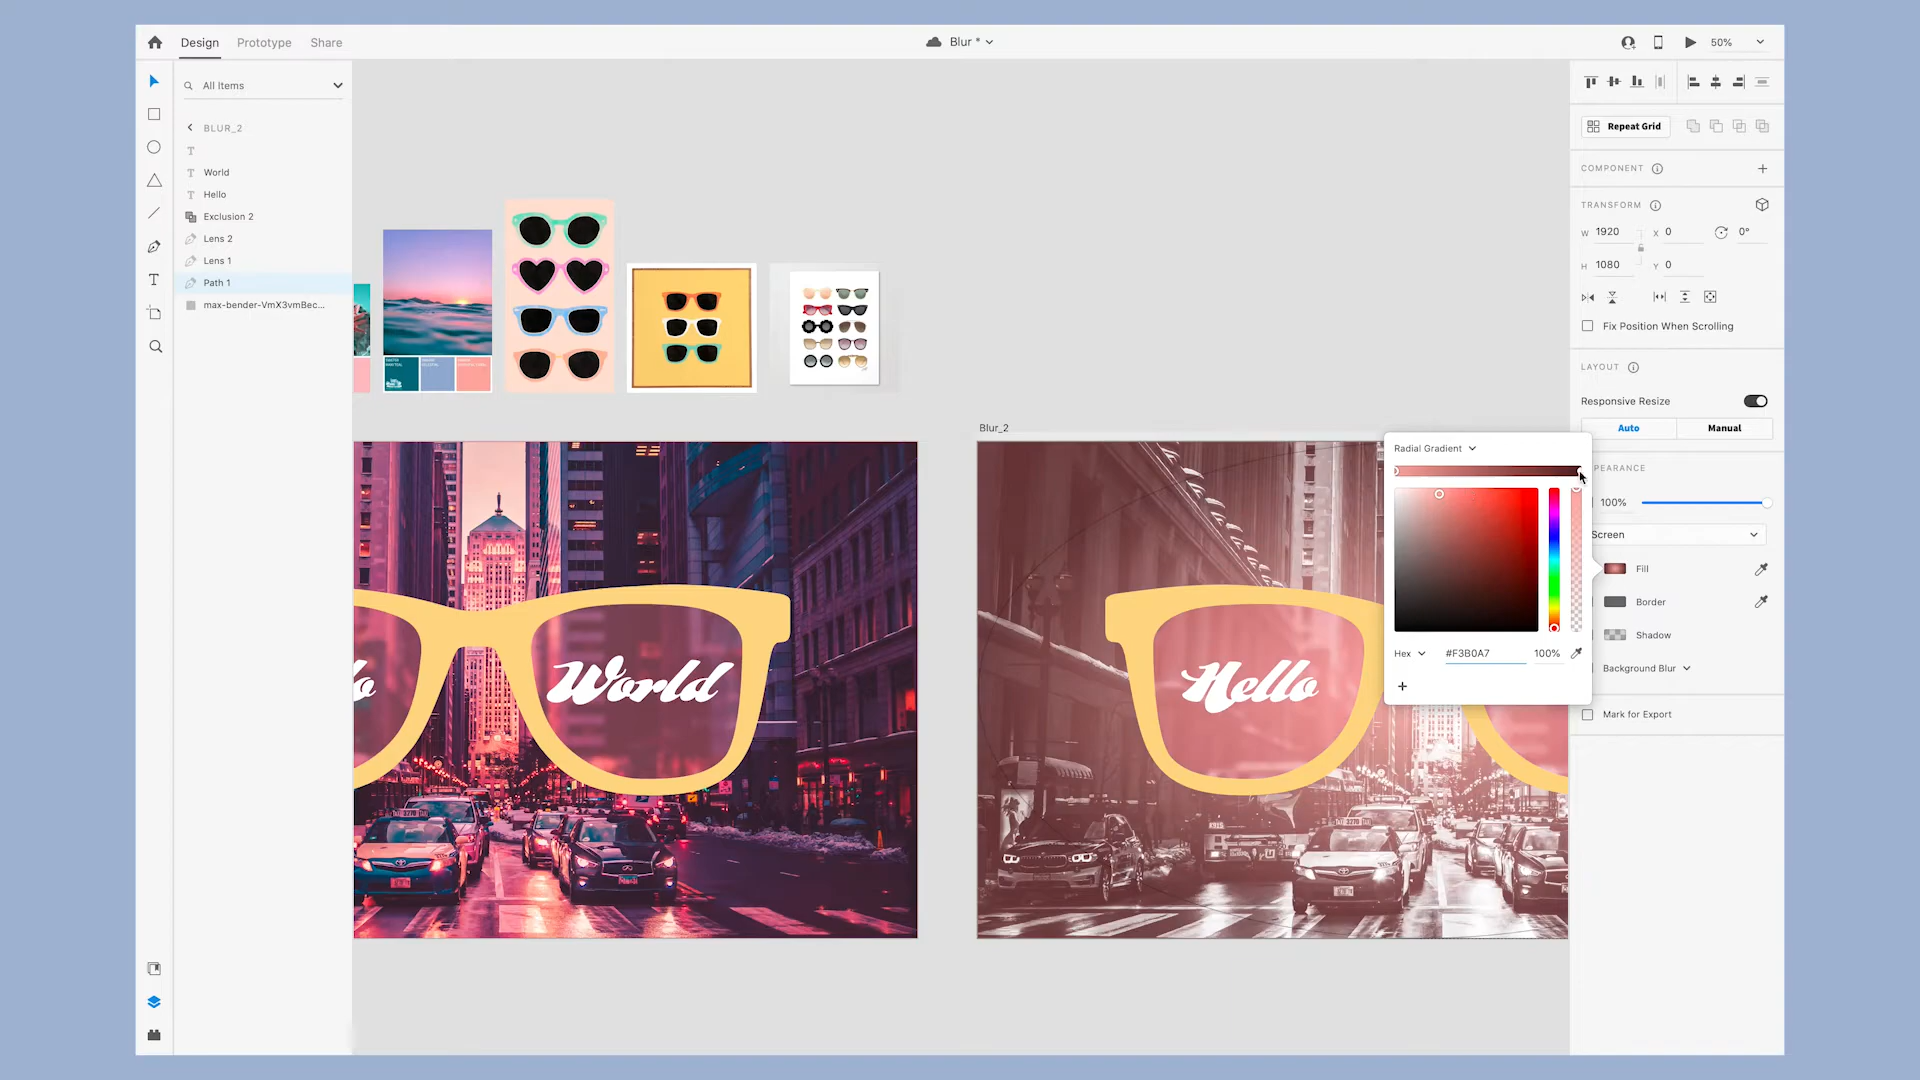 Design Prototype Share
Blur *
50%
All Items
BLUR_2
World
Hello
Exclusion 2
Lens 2
Lens 1
Path 1
max-bender-VmX3vmBec...
World
Blur_2
Hello
Radial Gradient
Hex #F3B0A7 100%
Repeat Grid
COMPONENT
TRANSFORM
W 1920 X 0 0°
H 1080 Y 0
Fix Position When Scrolling
LAYOUT
Responsive Resize
Auto Manual
PEARANCE
100%
Screen
Fill
Border
Shadow
Background Blur
Mark for Export